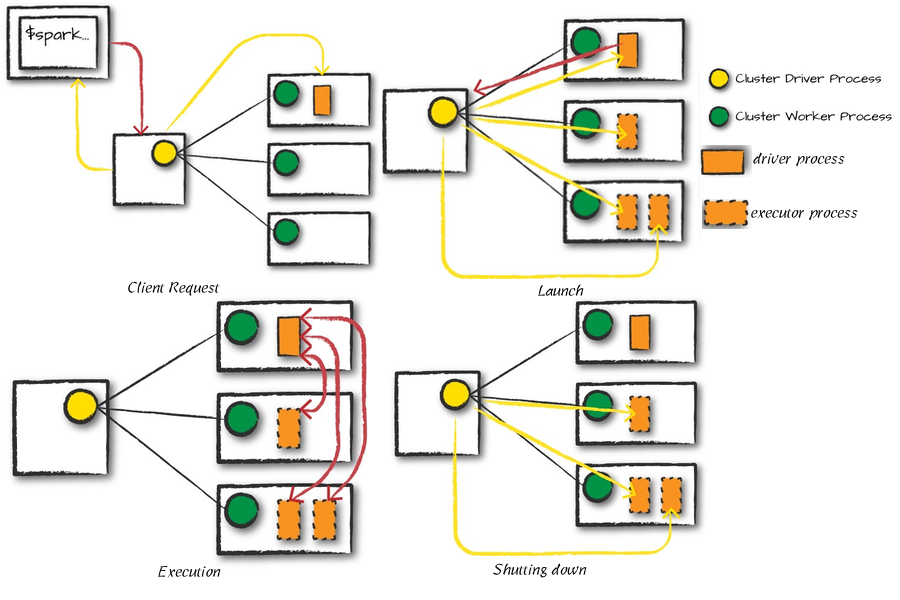 $spark...
Cluster Driver Process
Cluster Worker Process
driver process
executor process
Client Request
Launch
Execution
Shutting down